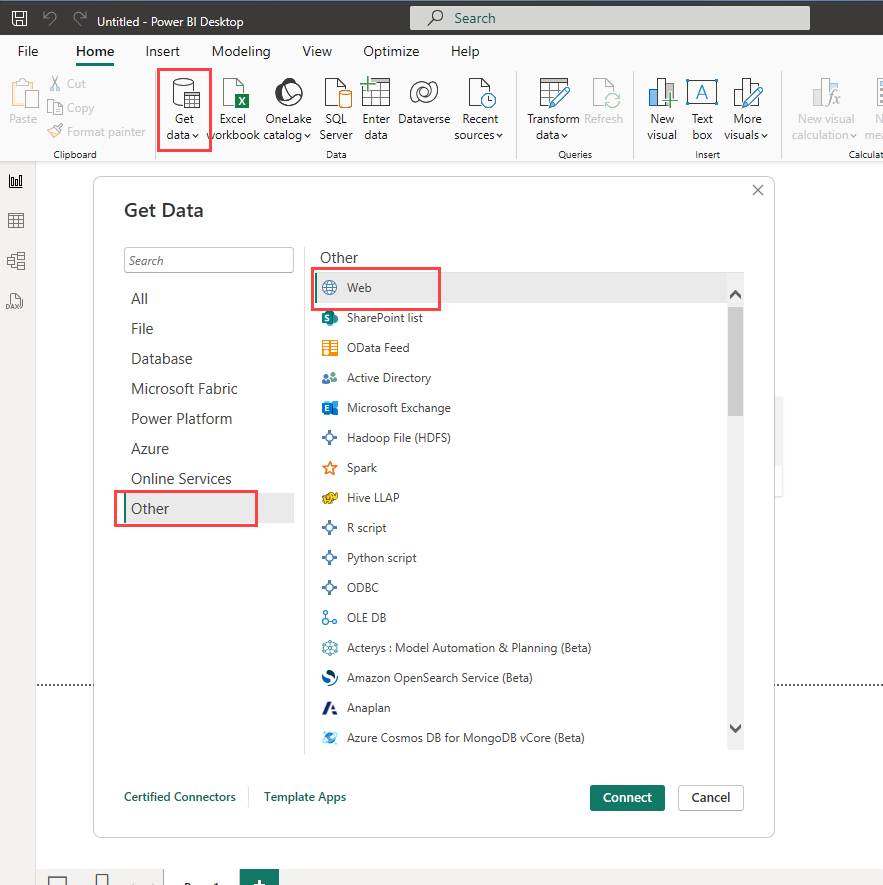 Untitled - Power BI Desktop
Search
File Home Insert Modeling View Optimize Help
Paste
Cut
Copy
Format painter
Clipboard
Get data
Excel workbook
OneLake catalog
SQL Server
Enter data
Dataverse
Recent sources
Data
Transform data
Refresh
Queries
New visual
Text box
More visuals
Insert
New visual calculation
Get Data
Search
All
File
Database
Microsoft Fabric
Power Platform
Azure
Online Services
Other
Other
Web
SharePoint list
OData Feed
Active Directory
Microsoft Exchange
Hadoop File (HDFS)
Spark
Hive LLAP
R script
Python script
ODBC
OLE DB
Acterys : Model Automation & Planning (Beta)
Amazon OpenSearch Service (Beta)
Anaplan
Azure Cosmos DB for MongoDB vCore (Beta)
Certified Connectors
Template Apps
Connect
Cancel